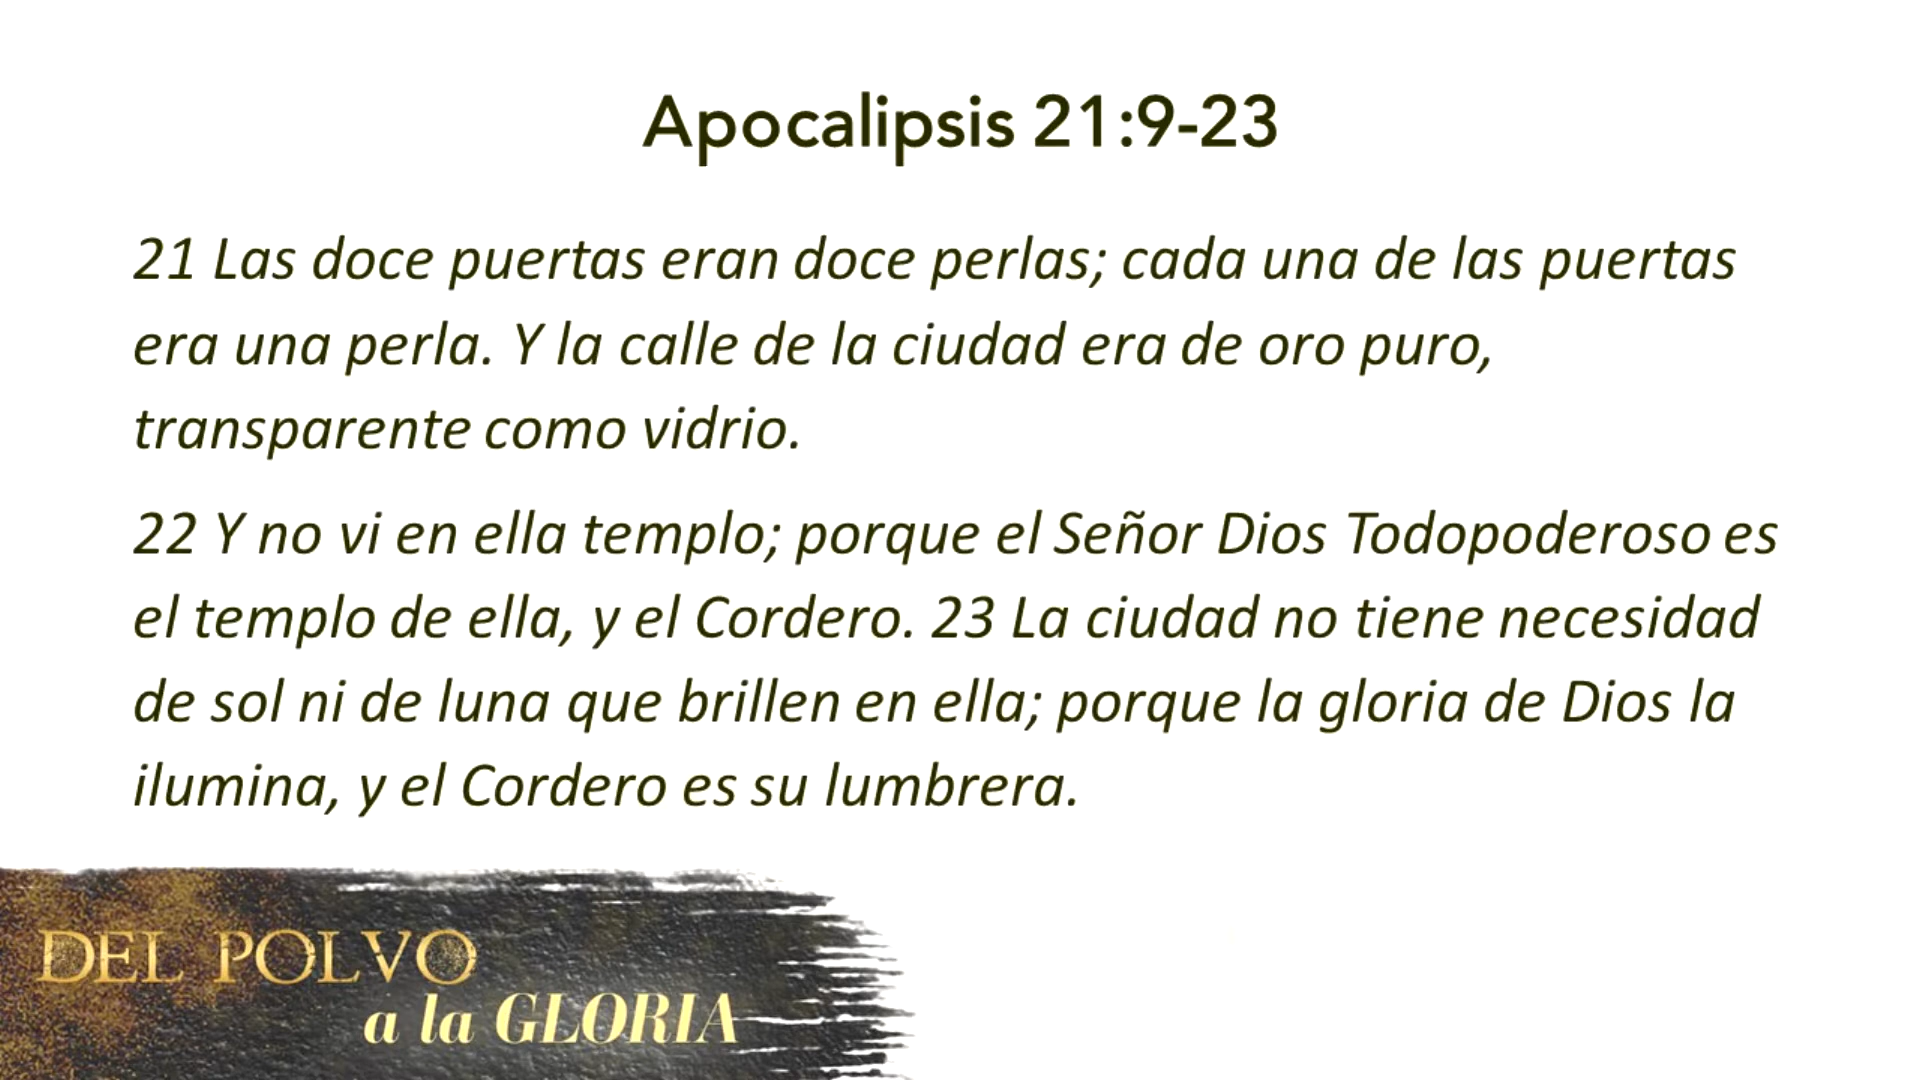 Apocalipsis 21:9-23
21 Las doce puertas eran doce perlas; cada una de las puertas
era una perla. Y la calle de la ciudad era de oro puro,
transparente como vidrio.
22 Y no vi en ella templo; porque el Señor Dios Todopoderoso es
el templo de ella, y el Cordero. 23 La ciudad no tiene necesidad
de sol ni de luna que brillen en ella; porque la gloria de Dios la
ilumina, y el Cordero es su lumbrera.
DEL POLVO
a la GLORIA